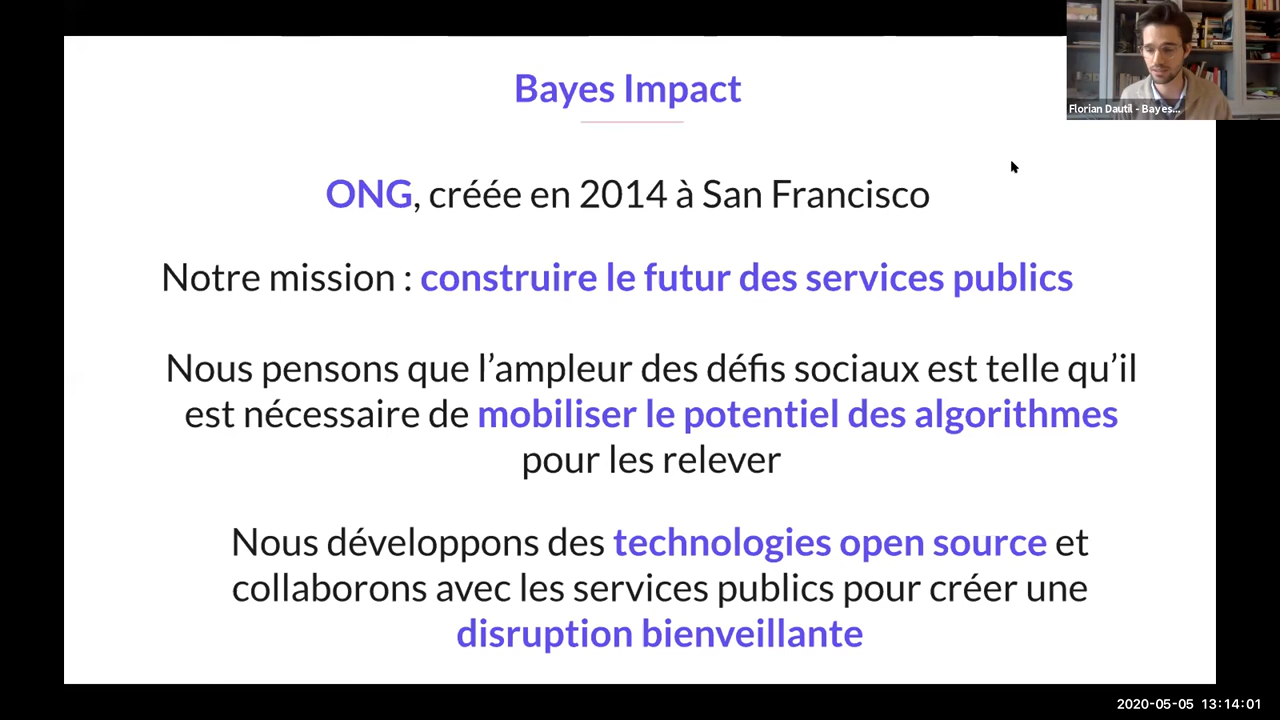 Bayes Impact
Florian Dautil - Bayes...
ONG, créée en 2014 à San Francisco
Notre mission : construire le futur des services publics
Nous pensons que l’ampleur des défis sociaux est telle qu’il
est nécessaire de mobiliser le potentiel des algorithmes
pour les relever
Nous développons des technologies open source et
collaborons avec les services publics pour créer une
disruption bienveillante
2020-05-05 13:14:01